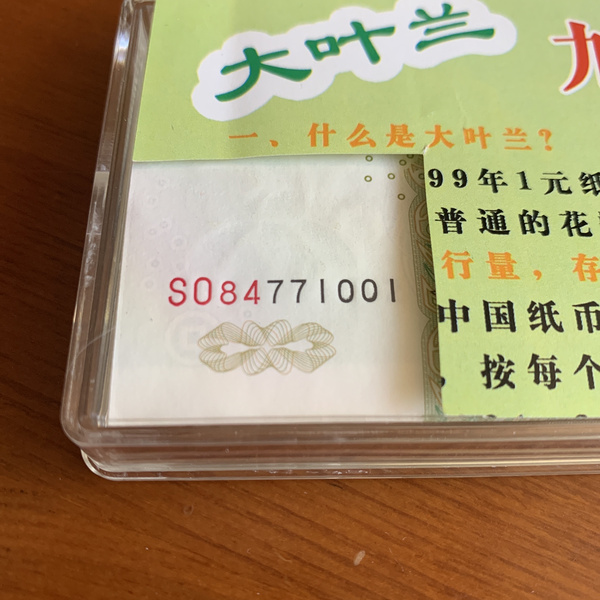 大叶兰
一、什么是大叶兰？
99年1元纸
普通的花
行量，存
S084771001
中国纸币
，按每个